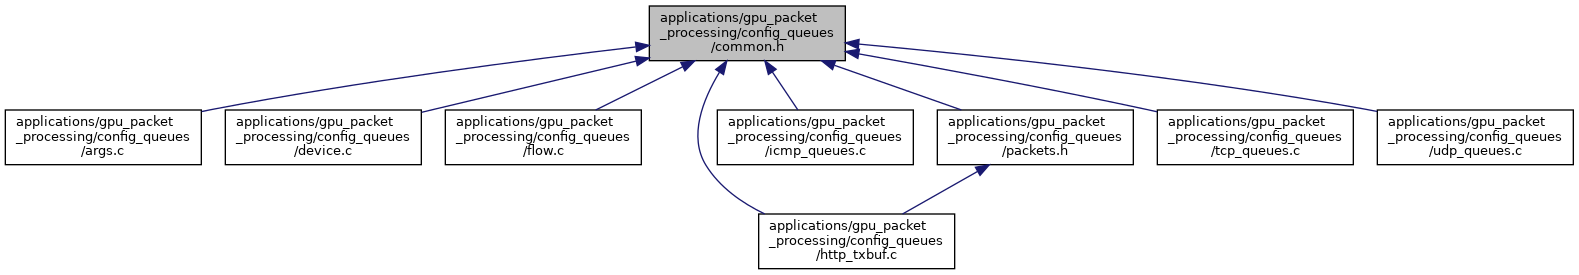 applications/gpu_packet
_processing/config_queues
/common.h
applications/gpu_packet
_processing/config_queues
/args.c
applications/gpu_packet
_processing/config_queues
/device.c
applications/gpu_packet
_processing/config_queues
/flow.c
applications/gpu_packet
_processing/config_queues
/icmp_queues.c
applications/gpu_packet
_processing/config_queues
/packets.h
applications/gpu_packet
_processing/config_queues
/tcp_queues.c
applications/gpu_packet
_processing/config_queues
/udp_queues.c
applications/gpu_packet
_processing/config_queues
/http_txbuf.c